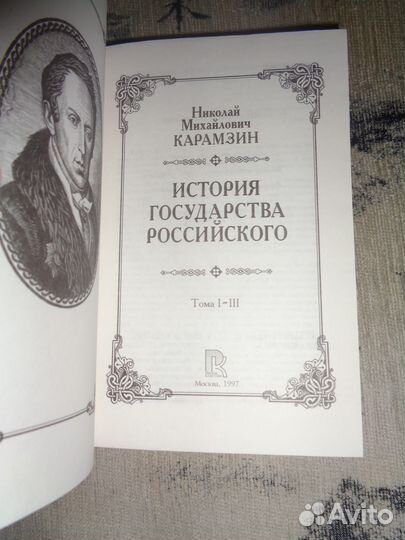 Николай
Михайлович
КАРАМЗИН
ИСТОРИЯ
ГОСУДАРСТВА
РОССИЙСКОГО
Тома I–III
Москва, 1997
Avito